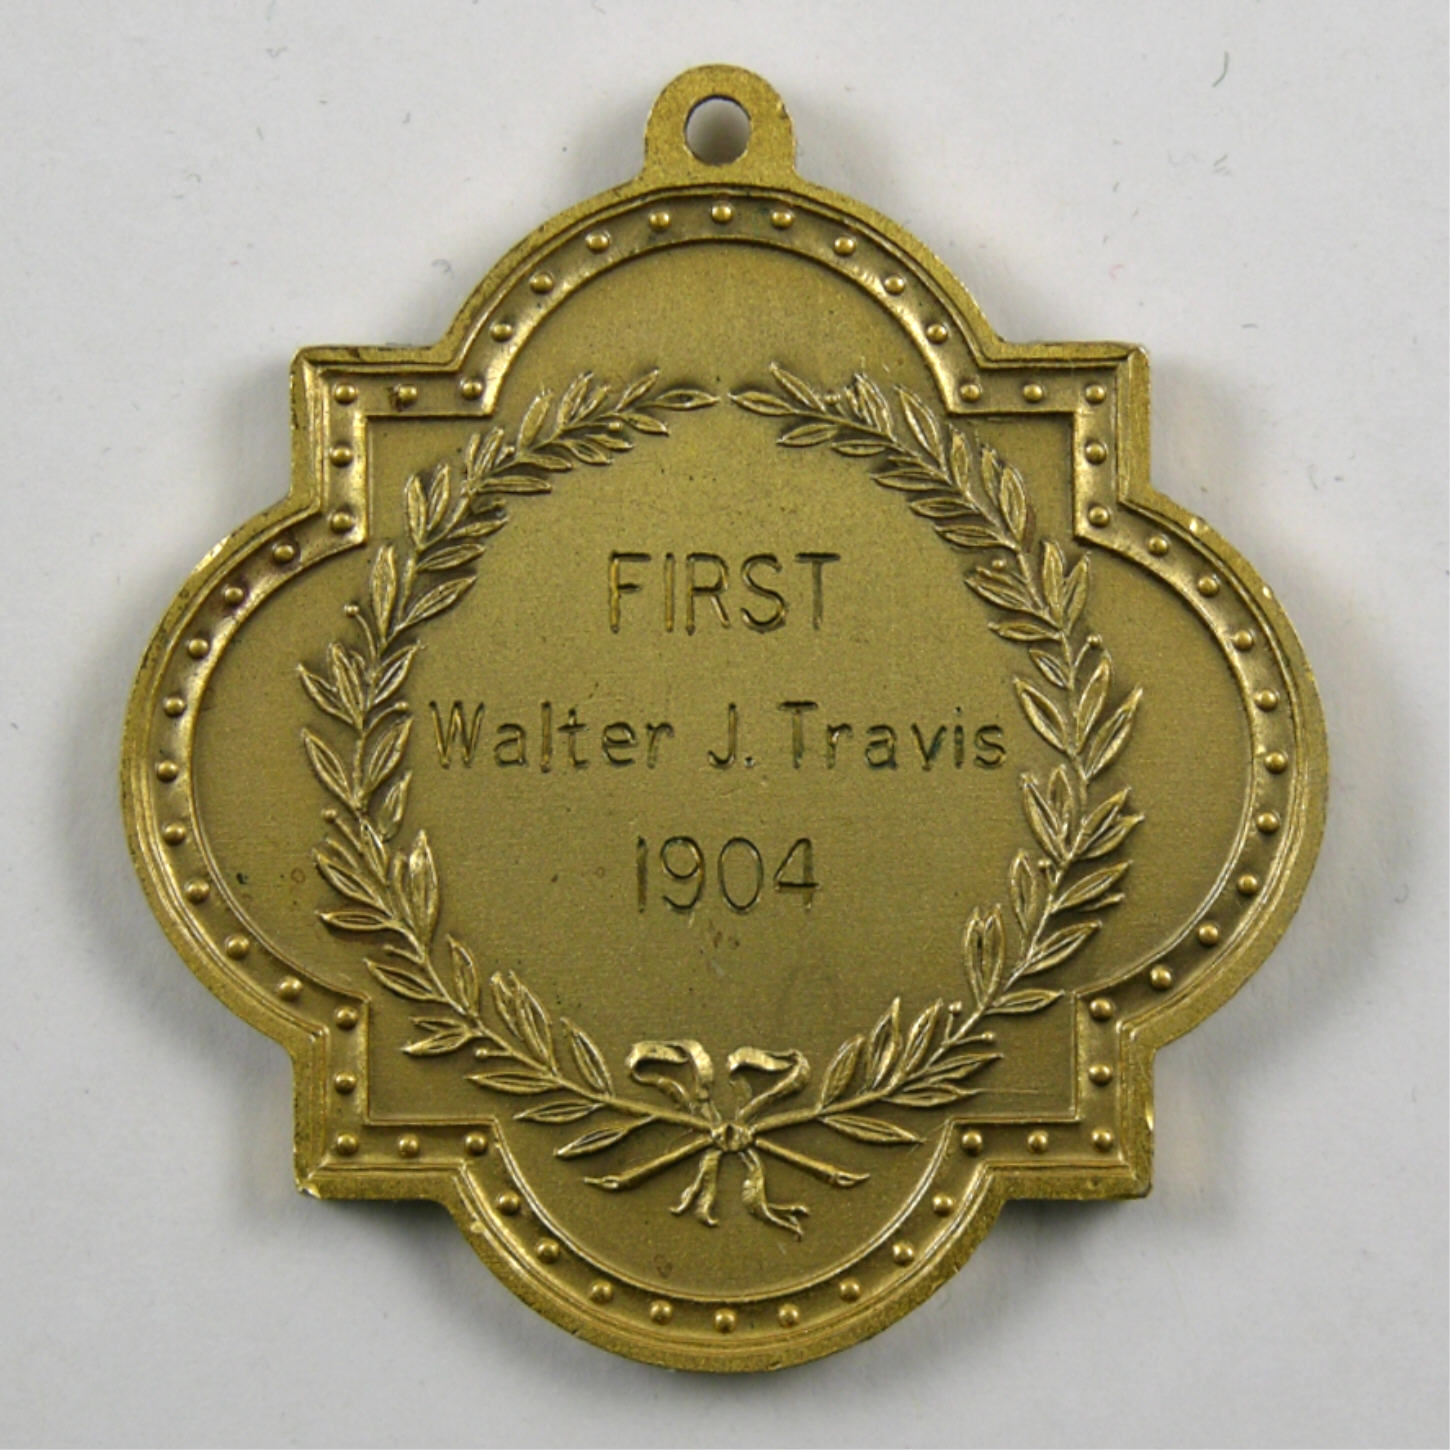 FIRST
Walter J. Travis
1904